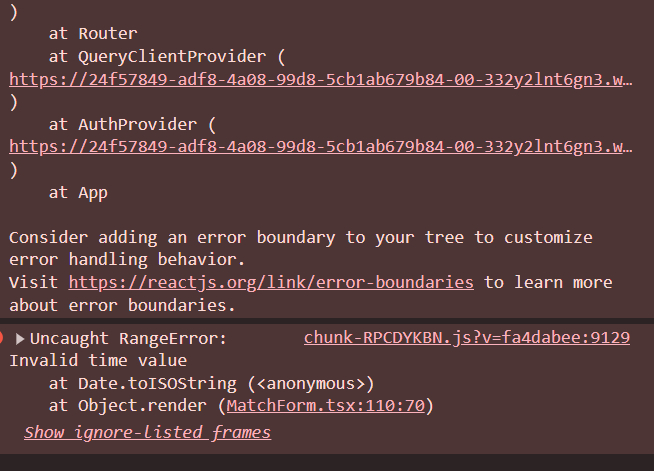 )
at Router
at QueryClientProvider (
https://24f57849-adf8-4a08-99d8-5cb1ab679b84-00-332y2lnt6gn3.w…
)
at AuthProvider (
https://24f57849-adf8-4a08-99d8-5cb1ab679b84-00-332y2lnt6gn3.w…
)
at App
Consider adding an error boundary to your tree to customize
error handling behavior.
Visit https://reactjs.org/link/error-boundaries to learn more
about error boundaries.
Uncaught RangeError: chunk-RPCDYKBN.js?v=fa4dabee:9129
Invalid time value
at Date.toISOString (<anonymous>)
at Object.render (MatchForm.tsx:110:70)
Show ignore-listed frames